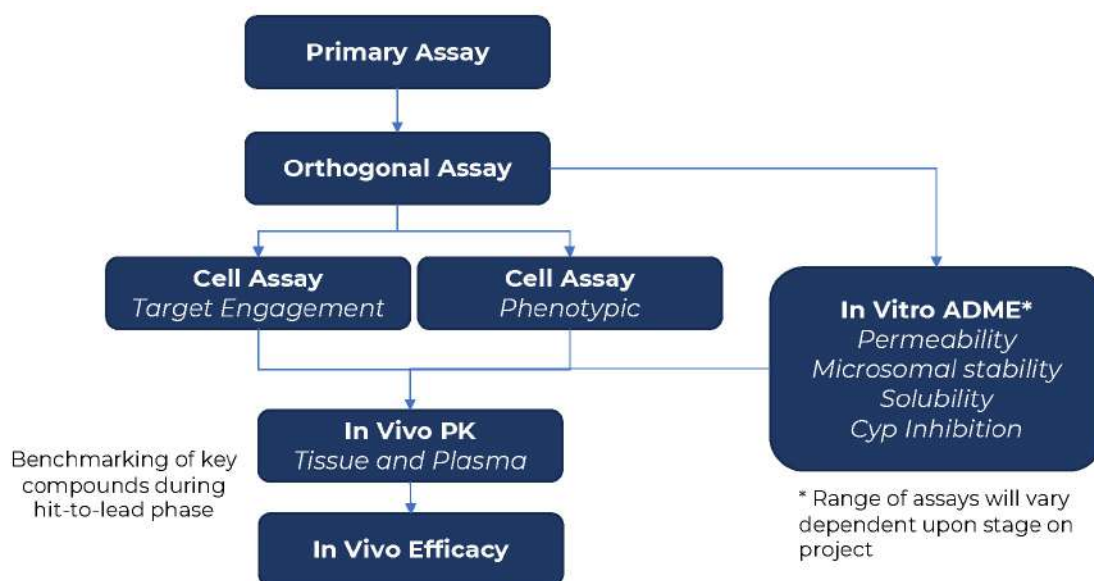 Primary Assay
Orthogonal Assay
Cell Assay
Target Engagement
Cell Assay
Phenotypic
In Vitro ADME*
Permeability
Microsomal stability
Solubility
Cyp Inhibition
In Vivo PK
Tissue and Plasma
Benchmarking of key
compounds during
hit-to-lead phase
* Range of assays will vary
dependent upon stage on
project
In Vivo Efficacy